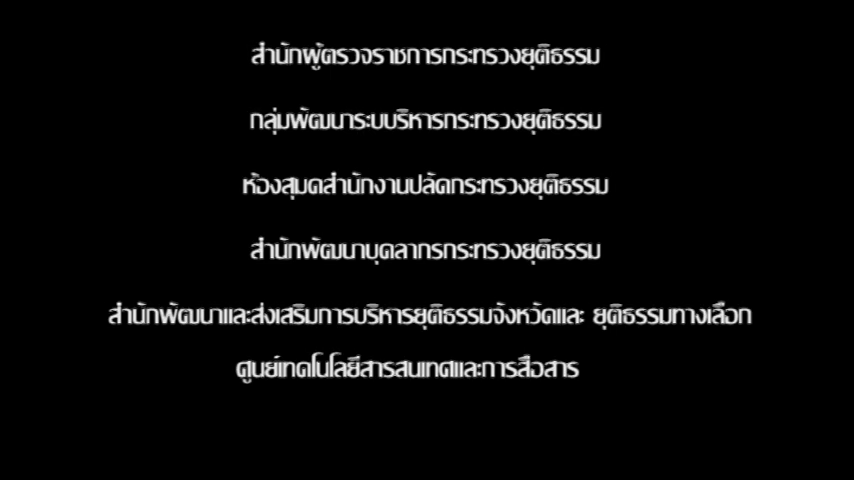 สำนักผู้ตรวจราชการกระทรวงยุติธรรม
กลุ่มพัฒนาระบบบริหารกระทรวงยุติธรรม
ห้องสมุดสำนักงานปลัดกระทรวงยุติธรรม
สำนักพัฒนาบุคลากรกระทรวงยุติธรรม
สำนักพัฒนาและส่งเสริมการบริหารยุติธรรมจังหวัดและ ยุติธรรมทางเลือก
ศูนย์เทคโนโลยีสารสนเทศและการสื่อสาร